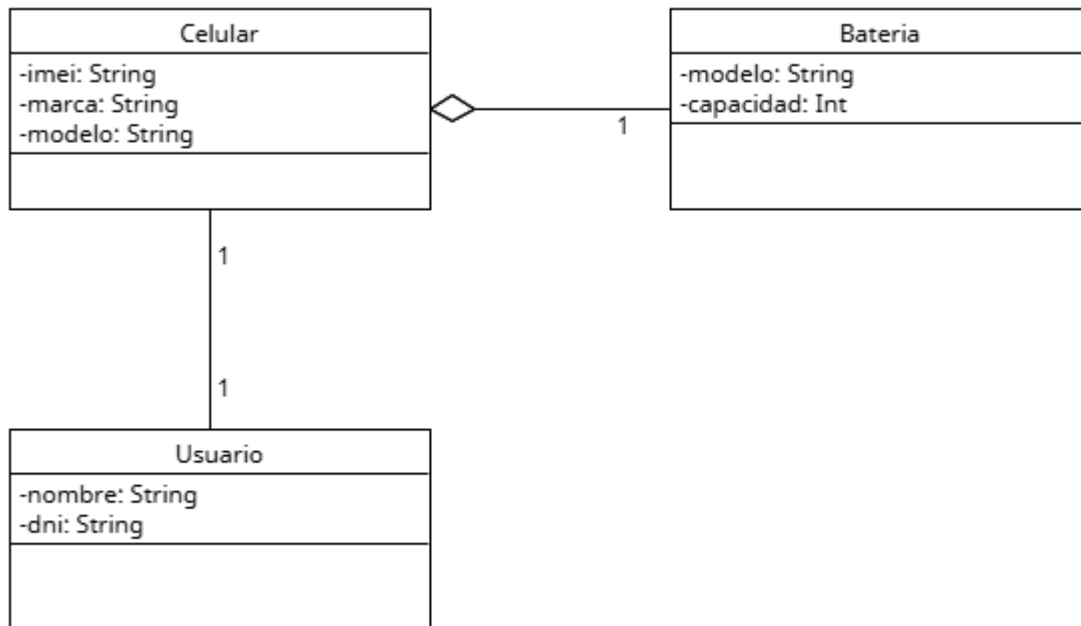 Celular
-imei: String
-marca: String
-modelo: String
Bateria
-modelo: String
-capacidad: Int
1
1
1
Usuario
-nombre: String
-dni: String